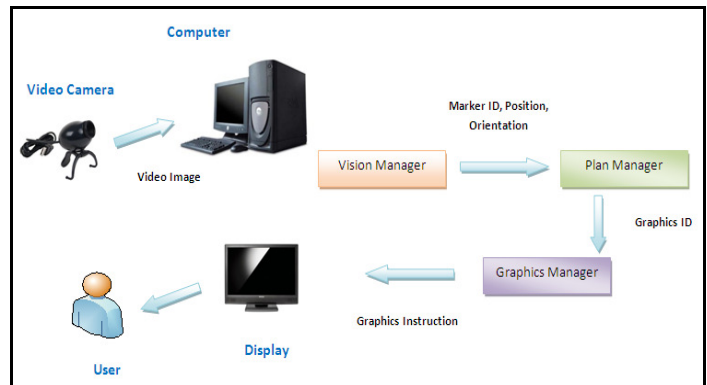 Computer
Video Camera
Marker ID, Position,
Orientation
Video Image
Vision Manager
Plan Manager
Graphics ID
Graphics Manager
Graphics Instruction
Display
User